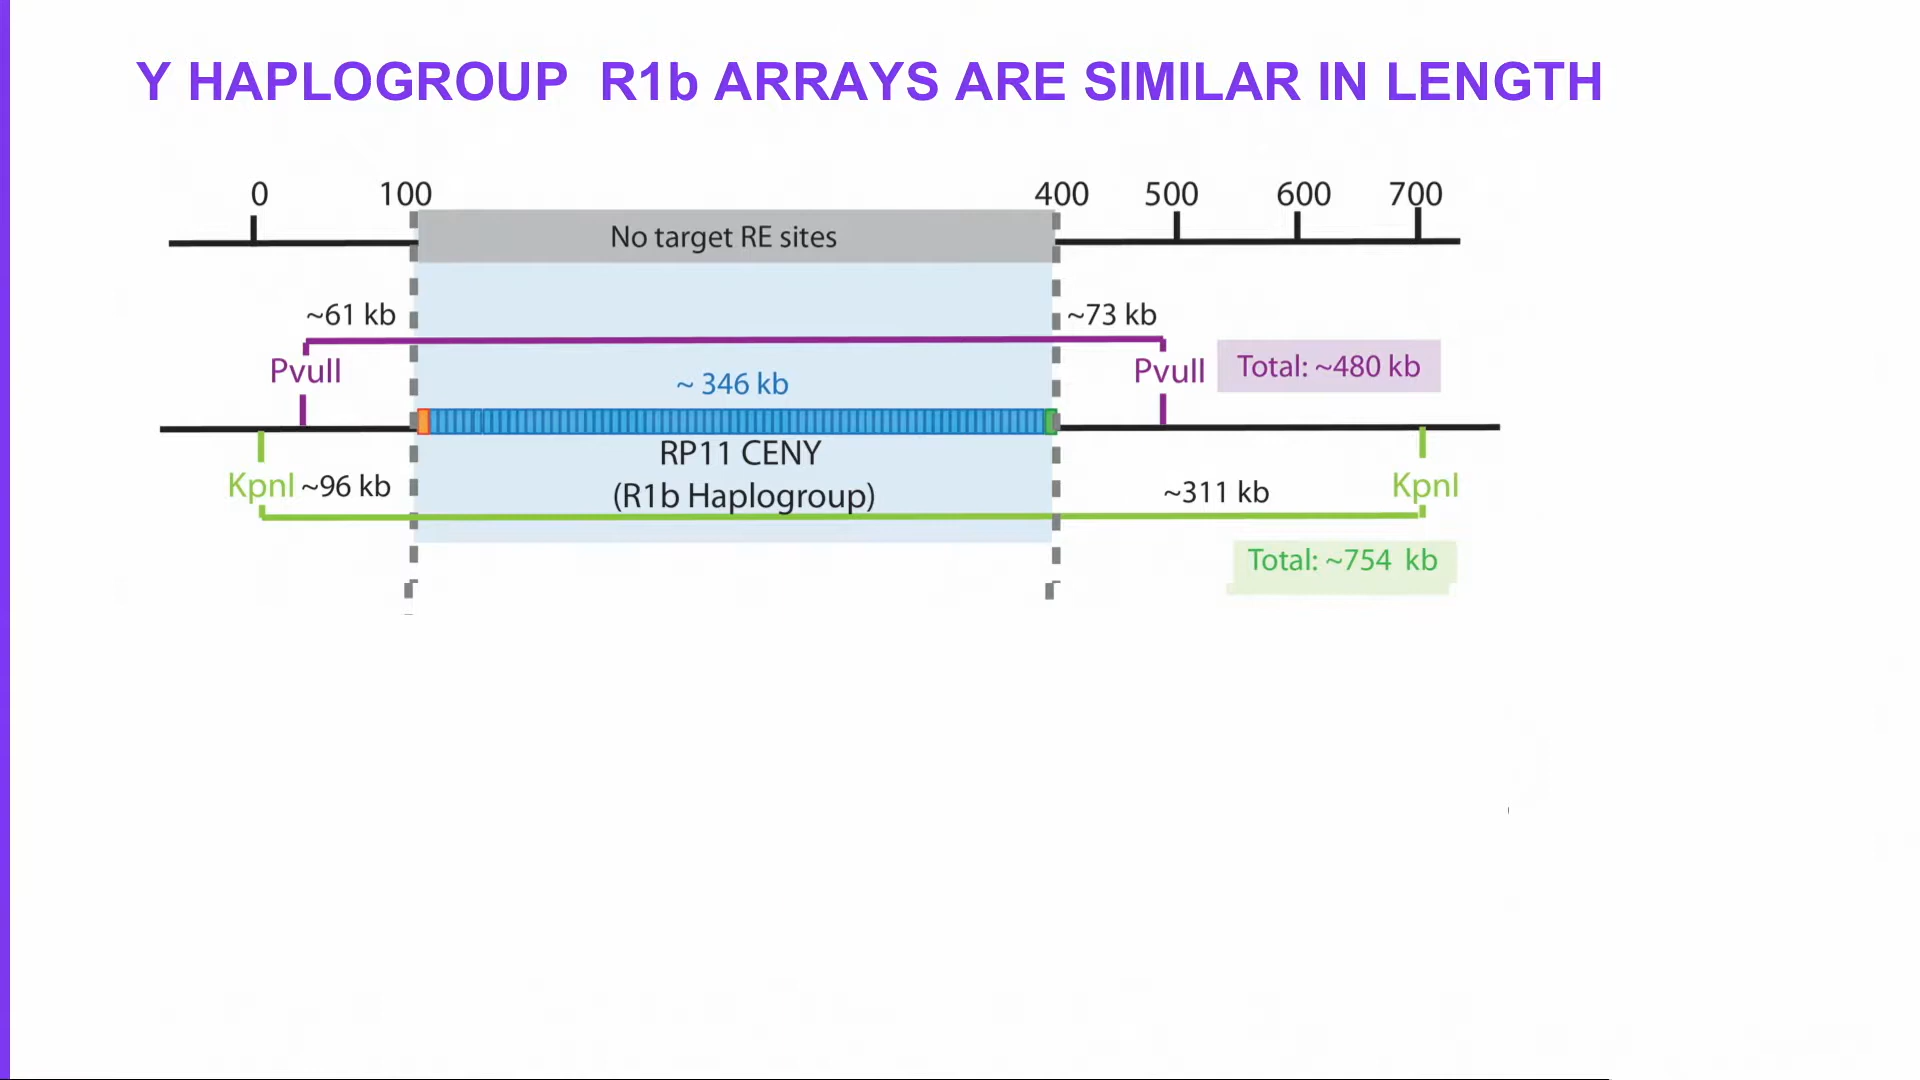 Y HAPLOGROUP R1b ARRAYS ARE SIMILAR IN LENGTH
0 100 400 500 600 700
No target RE sites
~61 kb ~73 kb
PvuII PvuII Total: ~480 kb
~ 346 kb
RP11 CENY
KpnI ~96 kb (R1b Haplogroup) ~311 kb KpnI
Total: ~754 kb